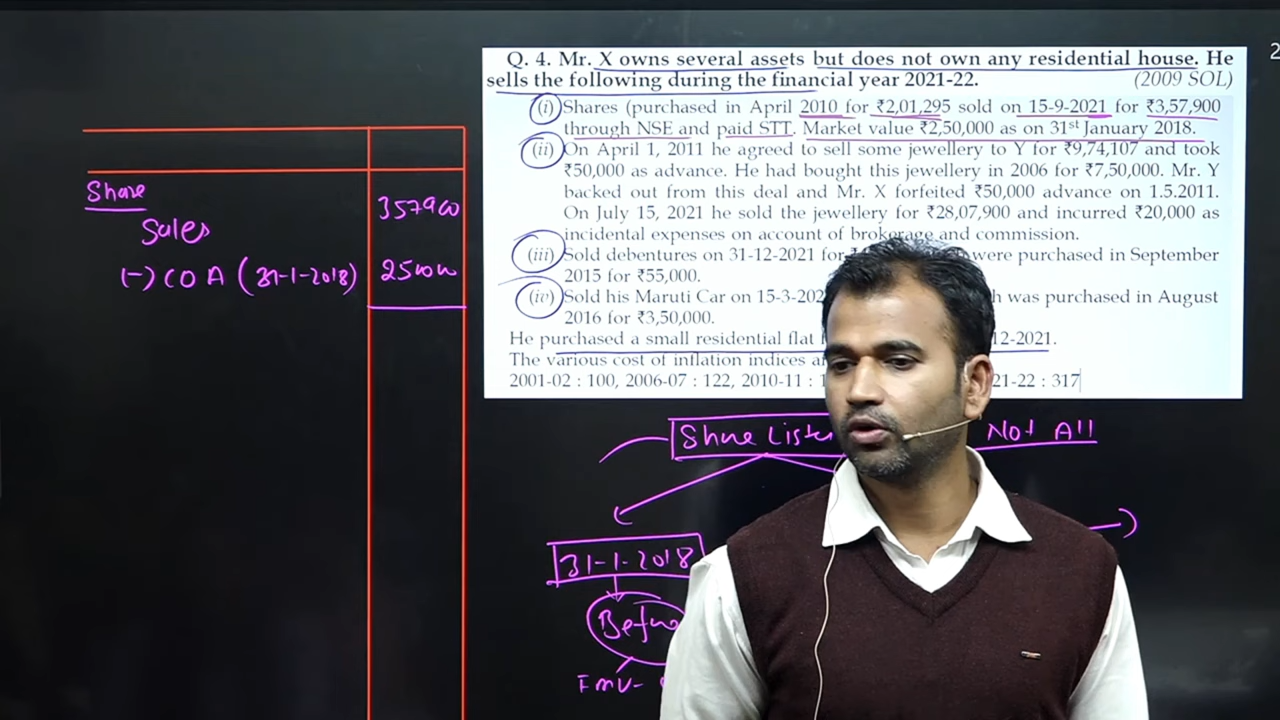 2
Q. 4. Mr. X owns several assets but does not own any residential house. He
sells the following during the financial year 2021-22. (2009 SOL)
(i) Shares (purchased in April 2010 for ₹2,01,295 sold on 15-9-2021 for ₹3,57,900
through NSE and paid STT. Market value ₹2,50,000 as on 31st January 2018.
(ii) On April 1, 2011 he agreed to sell some jewellery to Y for ₹9,74,107 and took
₹50,000 as advance. He had bought this jewellery in 2006 for ₹7,50,000. Mr. Y
backed out from this deal and Mr. X forfeited ₹50,000 advance on 1.5.2011.
On July 15, 2021 he sold the jewellery for ₹28,07,900 and incurred ₹20,000 as
incidental expenses on account of brokerage and commission.
(iii) Sold debentures on 31-12-2021 for were purchased in September
2015 for ₹55,000.
(iv) Sold his Maruti Car on 15-3-202 was purchased in August
2016 for ₹3,50,000.
He purchased a small residential flat 12-2021.
The various cost of inflation indices
2001-02 : 100, 2006-07 : 122, 2010-11 : 21-22 : 317
Share
Sales 357900
(-) COA (31-1-2018) 250000
Share Liste Not All
31-1-2018
Before
FMV-